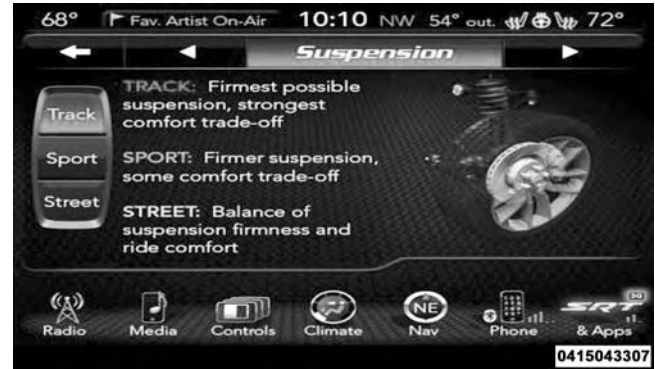 68° Fav. Artist On-Air 10:10 NW 54° out. 72°
Suspension
TRACK: Firmest possible
suspension, strongest
comfort trade-off
Track
Sport
SPORT: Firmer suspension,
some comfort trade-off
Street
STREET: Balance of
suspension firmness and
ride comfort
NE
3G
SRT
Radio Media Controls Climate Nav Phone & Apps
0415043307